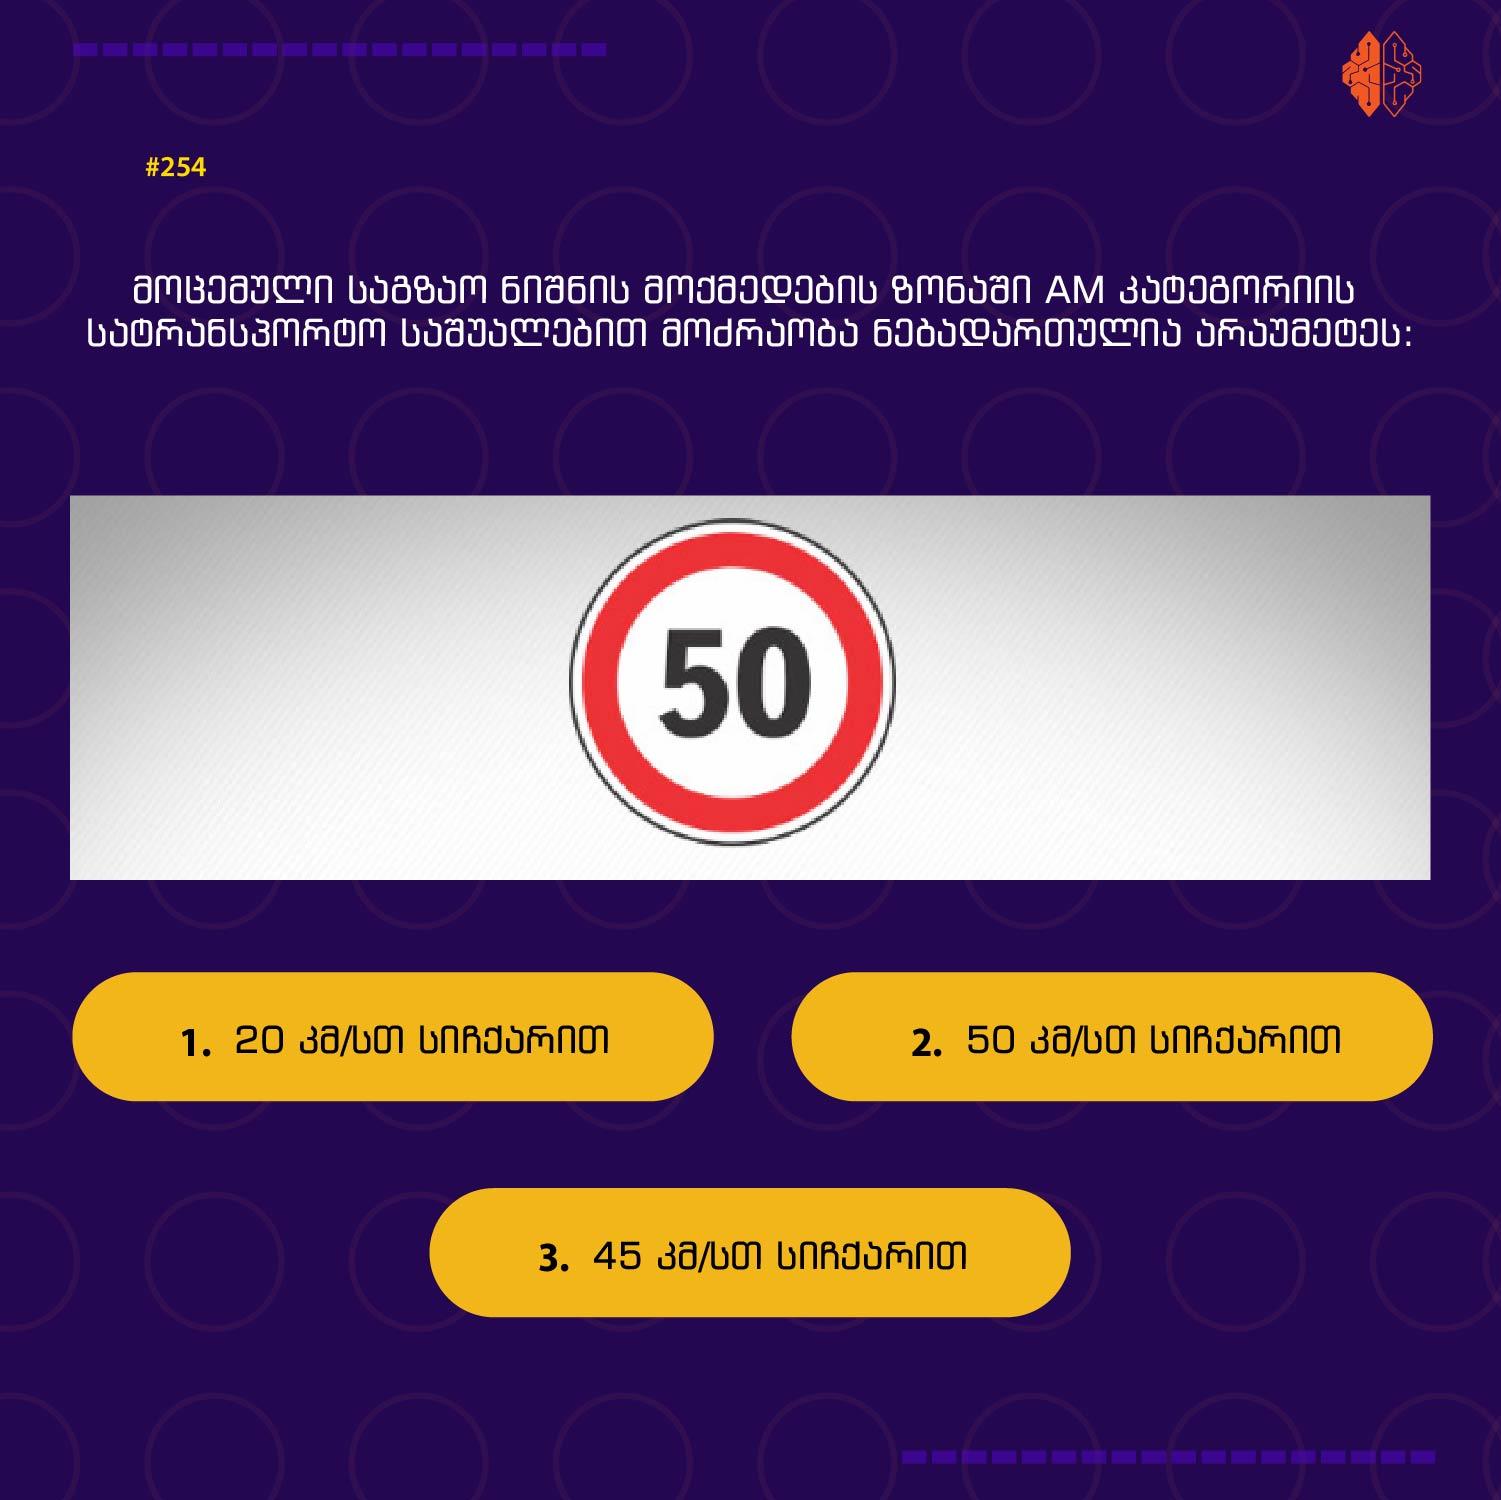 #254
მოცემული საგზაო ნიშნის მოქმედების ზონაში AM კატეგორიის
სატრანსპორტო საშუალებით მოძრაობა ნებადართულია არაუმეტეს:
50
1. 20 კმ/სთ სიჩქარით
2. 50 კმ/სთ სიჩქარით
3. 45 კმ/სთ სიჩქარით